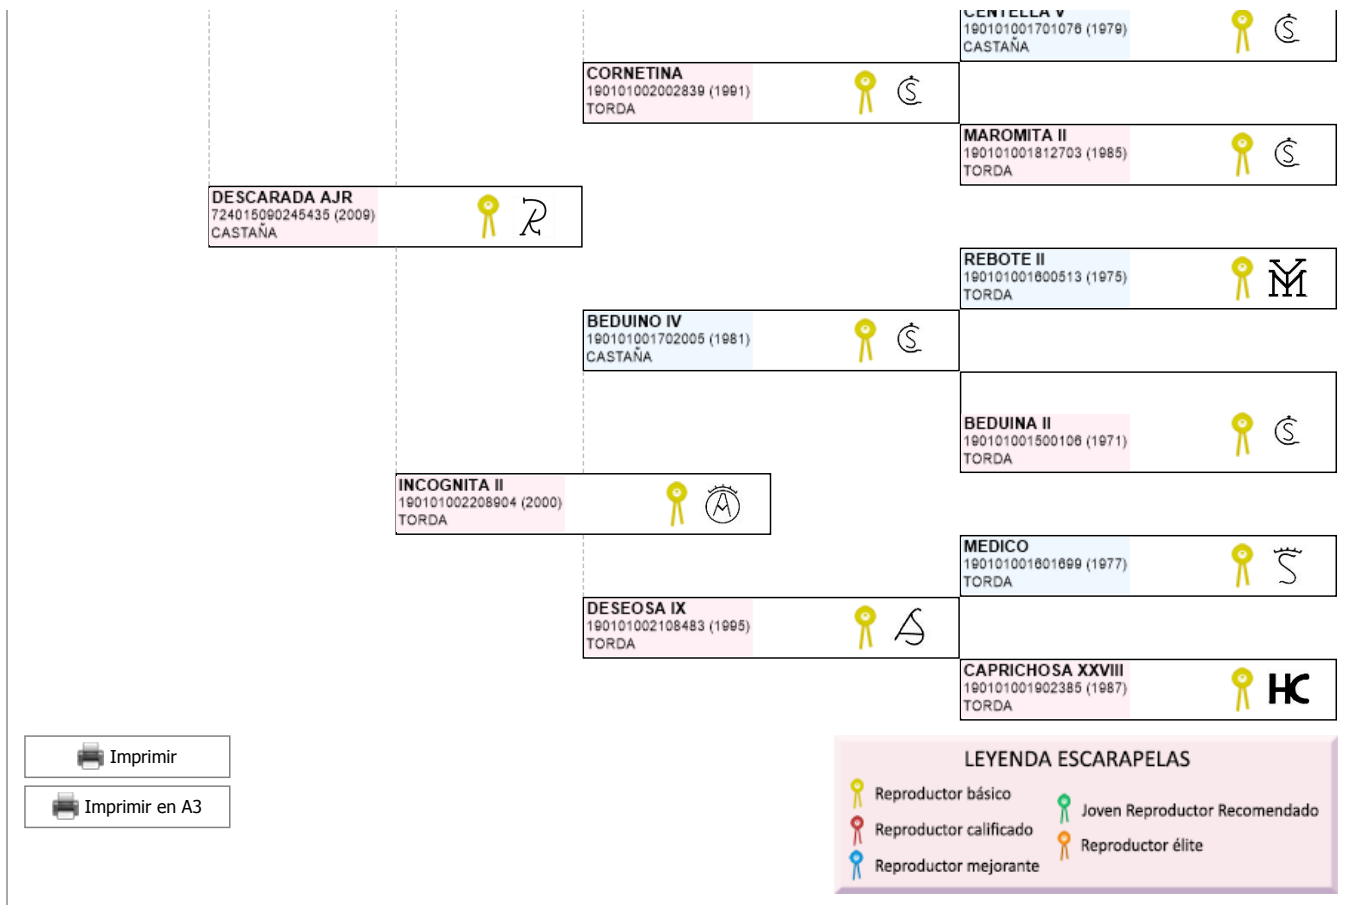 CENTELLA V
190101001701076 (1979)
CASTAÑA
CORNETINA
190101002002839 (1991)
TORDA
MAROMITA II
190101001812703 (1985)
TORDA
DESCARADA AJR
724015090245435 (2009)
CASTAÑA
REBOTE II
190101001600513 (1975)
TORDA
BEDUINO IV
190101001702005 (1981)
CASTAÑA
BEDUINA II
190101001500106 (1971)
TORDA
INCOGNITA II
190101002208904 (2000)
TORDA
MEDICO
190101001601699 (1977)
TORDA
DESEOSA IX
190101002108483 (1995)
TORDA
CAPRICHOSA XXVIII
190101001902385 (1987)
TORDA
HC
Imprimir
Imprimir en A3
LEYENDA ESCARAPELAS
Reproductor básico
Reproductor calificado
Reproductor mejorante
Joven Reproductor Recomendado
Reproductor élite